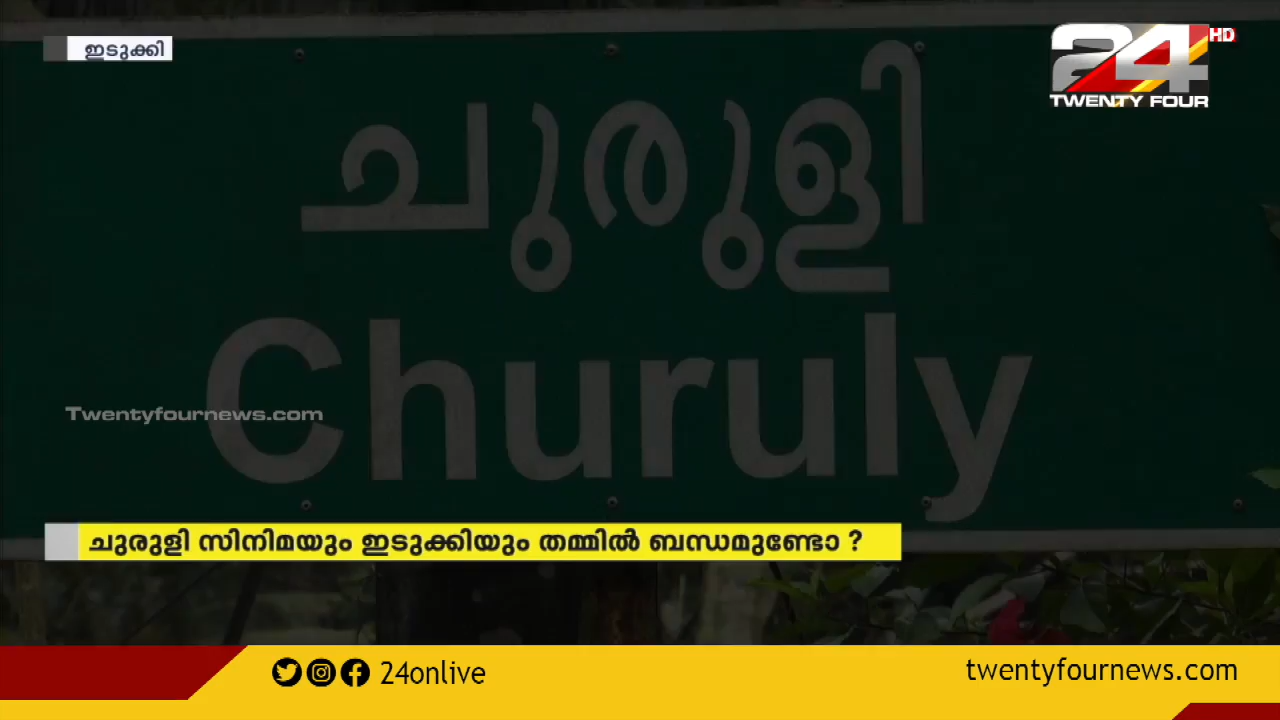 ഇടുക്കി
24 HD
TWENTY FOUR
ചുരുളി
Churuly
Twentyfournews.com
ചുരുളി സിനിമയും ഇടുക്കിയും തമ്മിൽ ബന്ധമുണ്ടോ ?
24onlive
twentyfournews.com